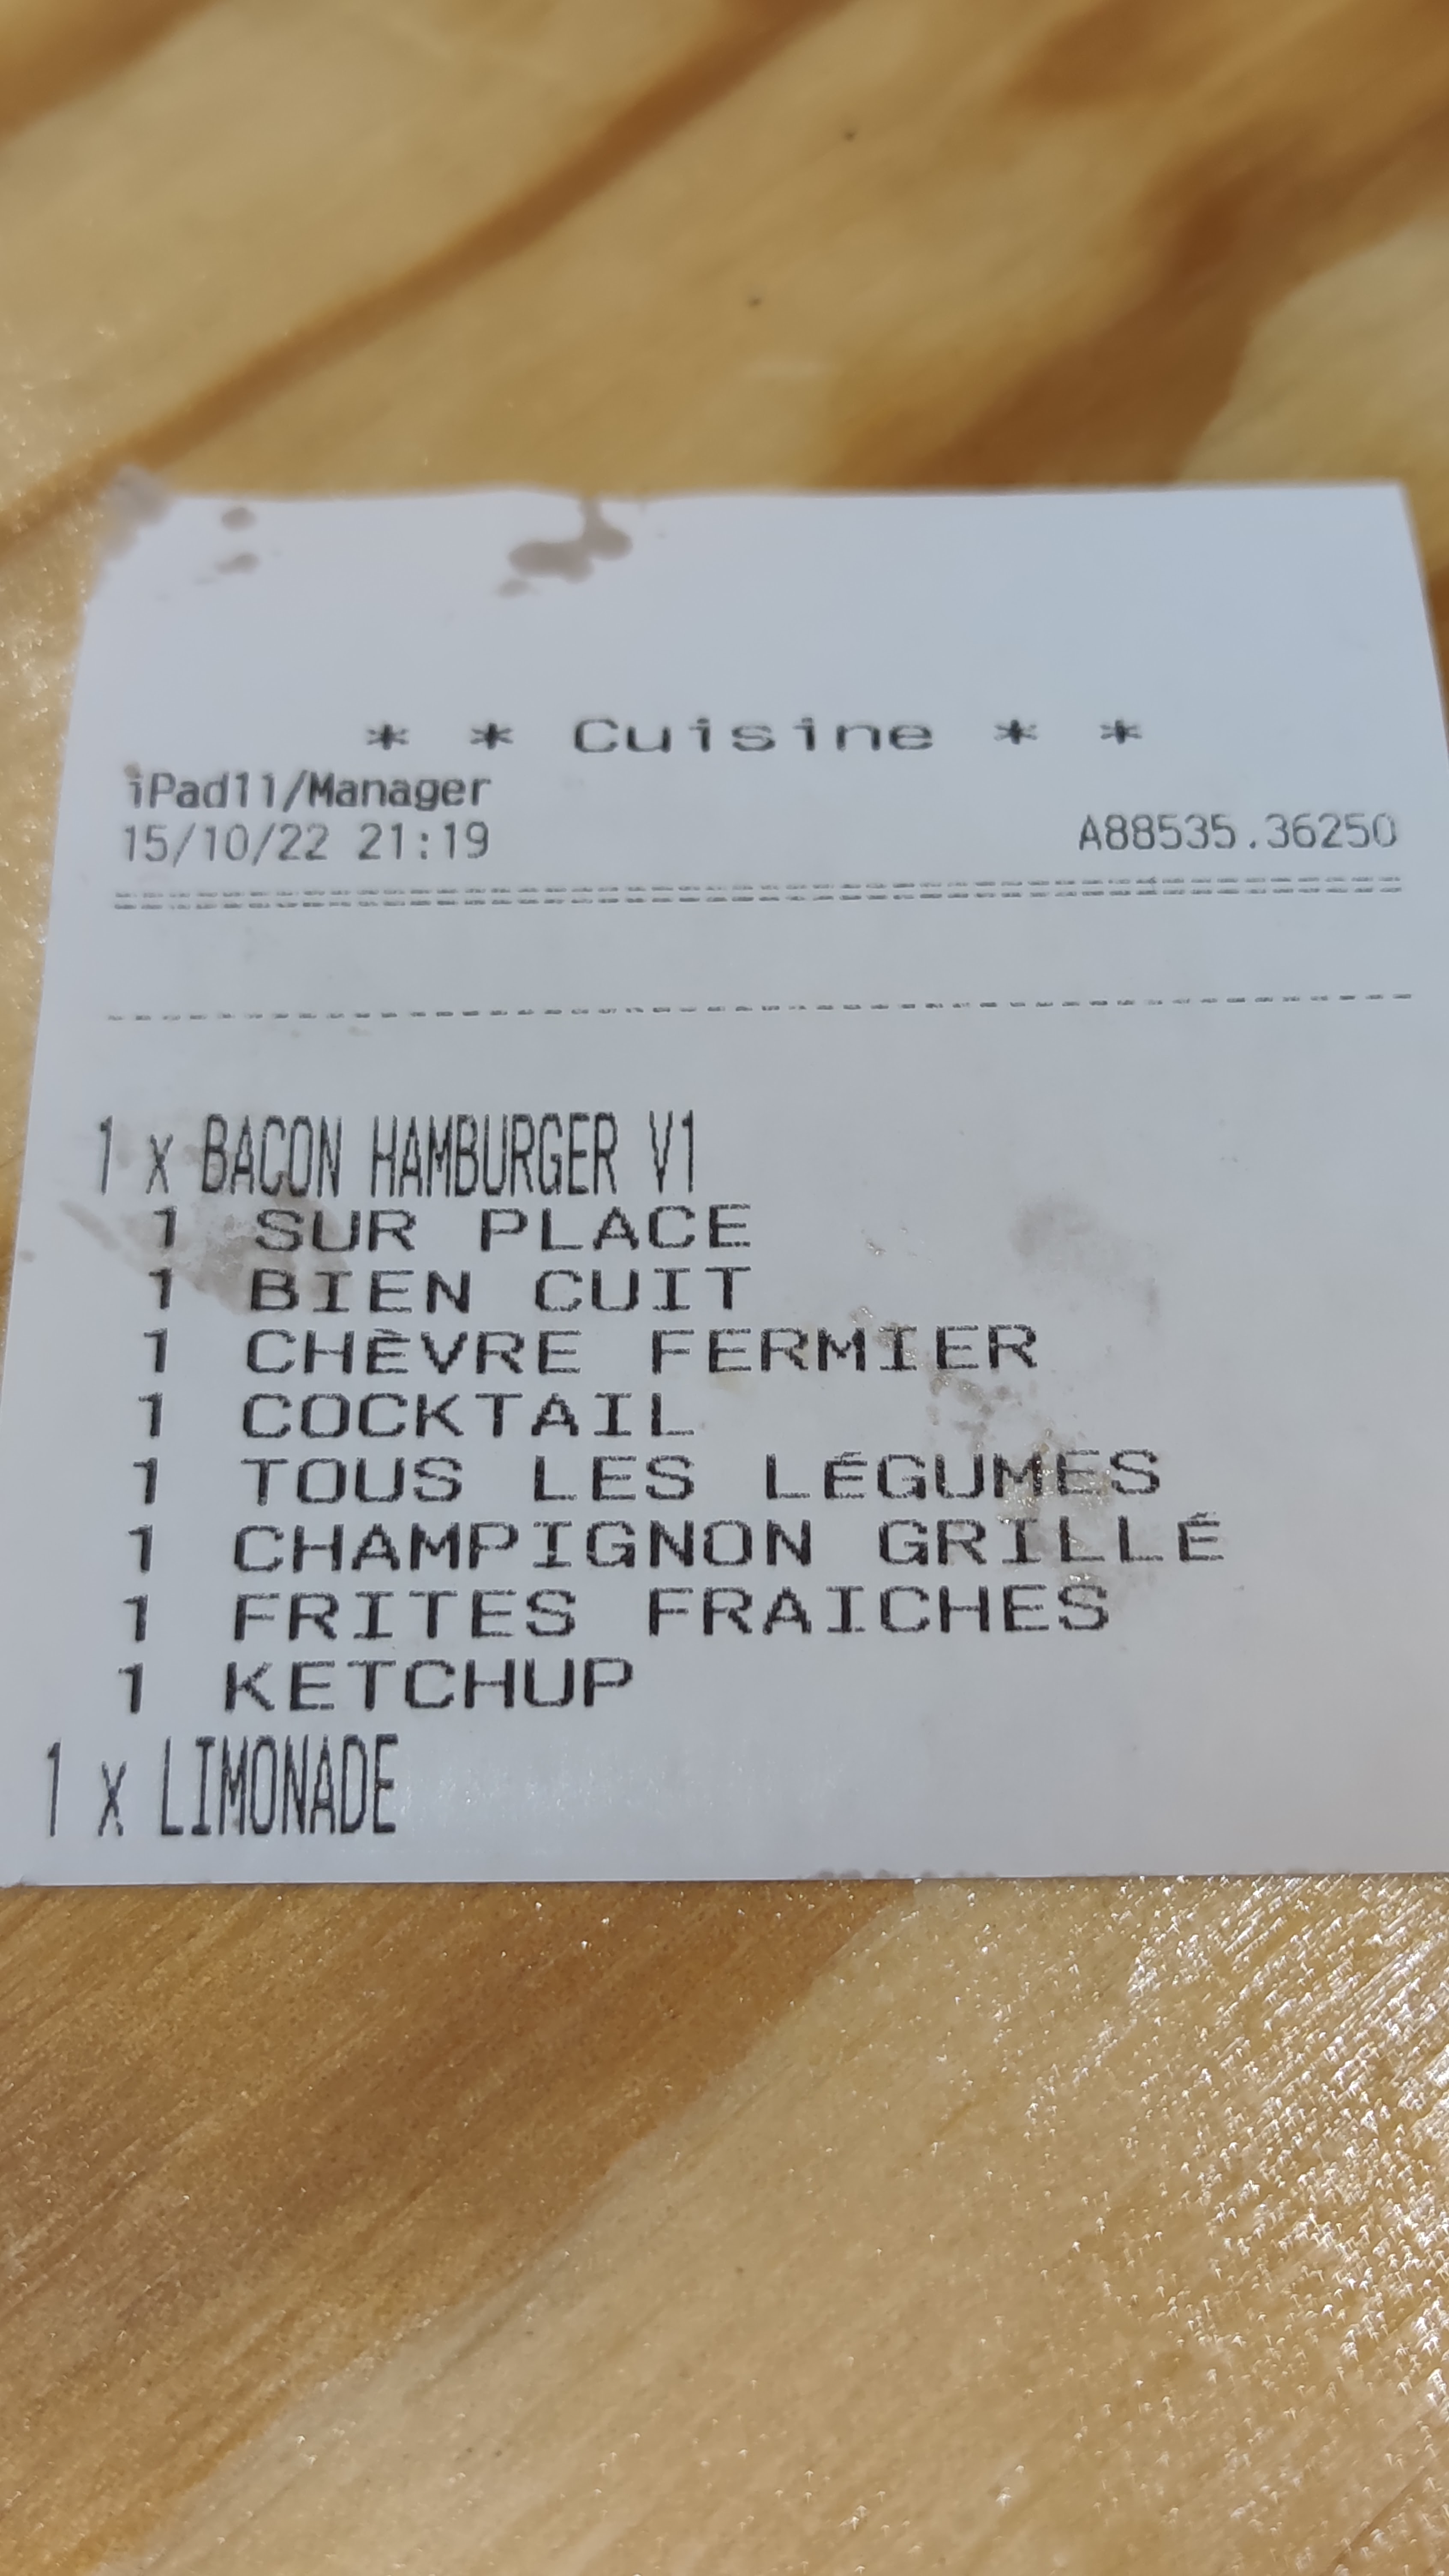 * * Cuisine * *
iPad11/Manager
15/10/22 21:19 A88535.36250
1 x BACON HAMBURGER V1
1 SUR PLACE
1 BIEN CUIT
1 CHÈVRE FERMIER
1 COCKTAIL
1 TOUS LES LÉGUMES
1 CHAMPIGNON GRILLÉ
1 FRITES FRAICHES
1 KETCHUP
1 x LIMONADE